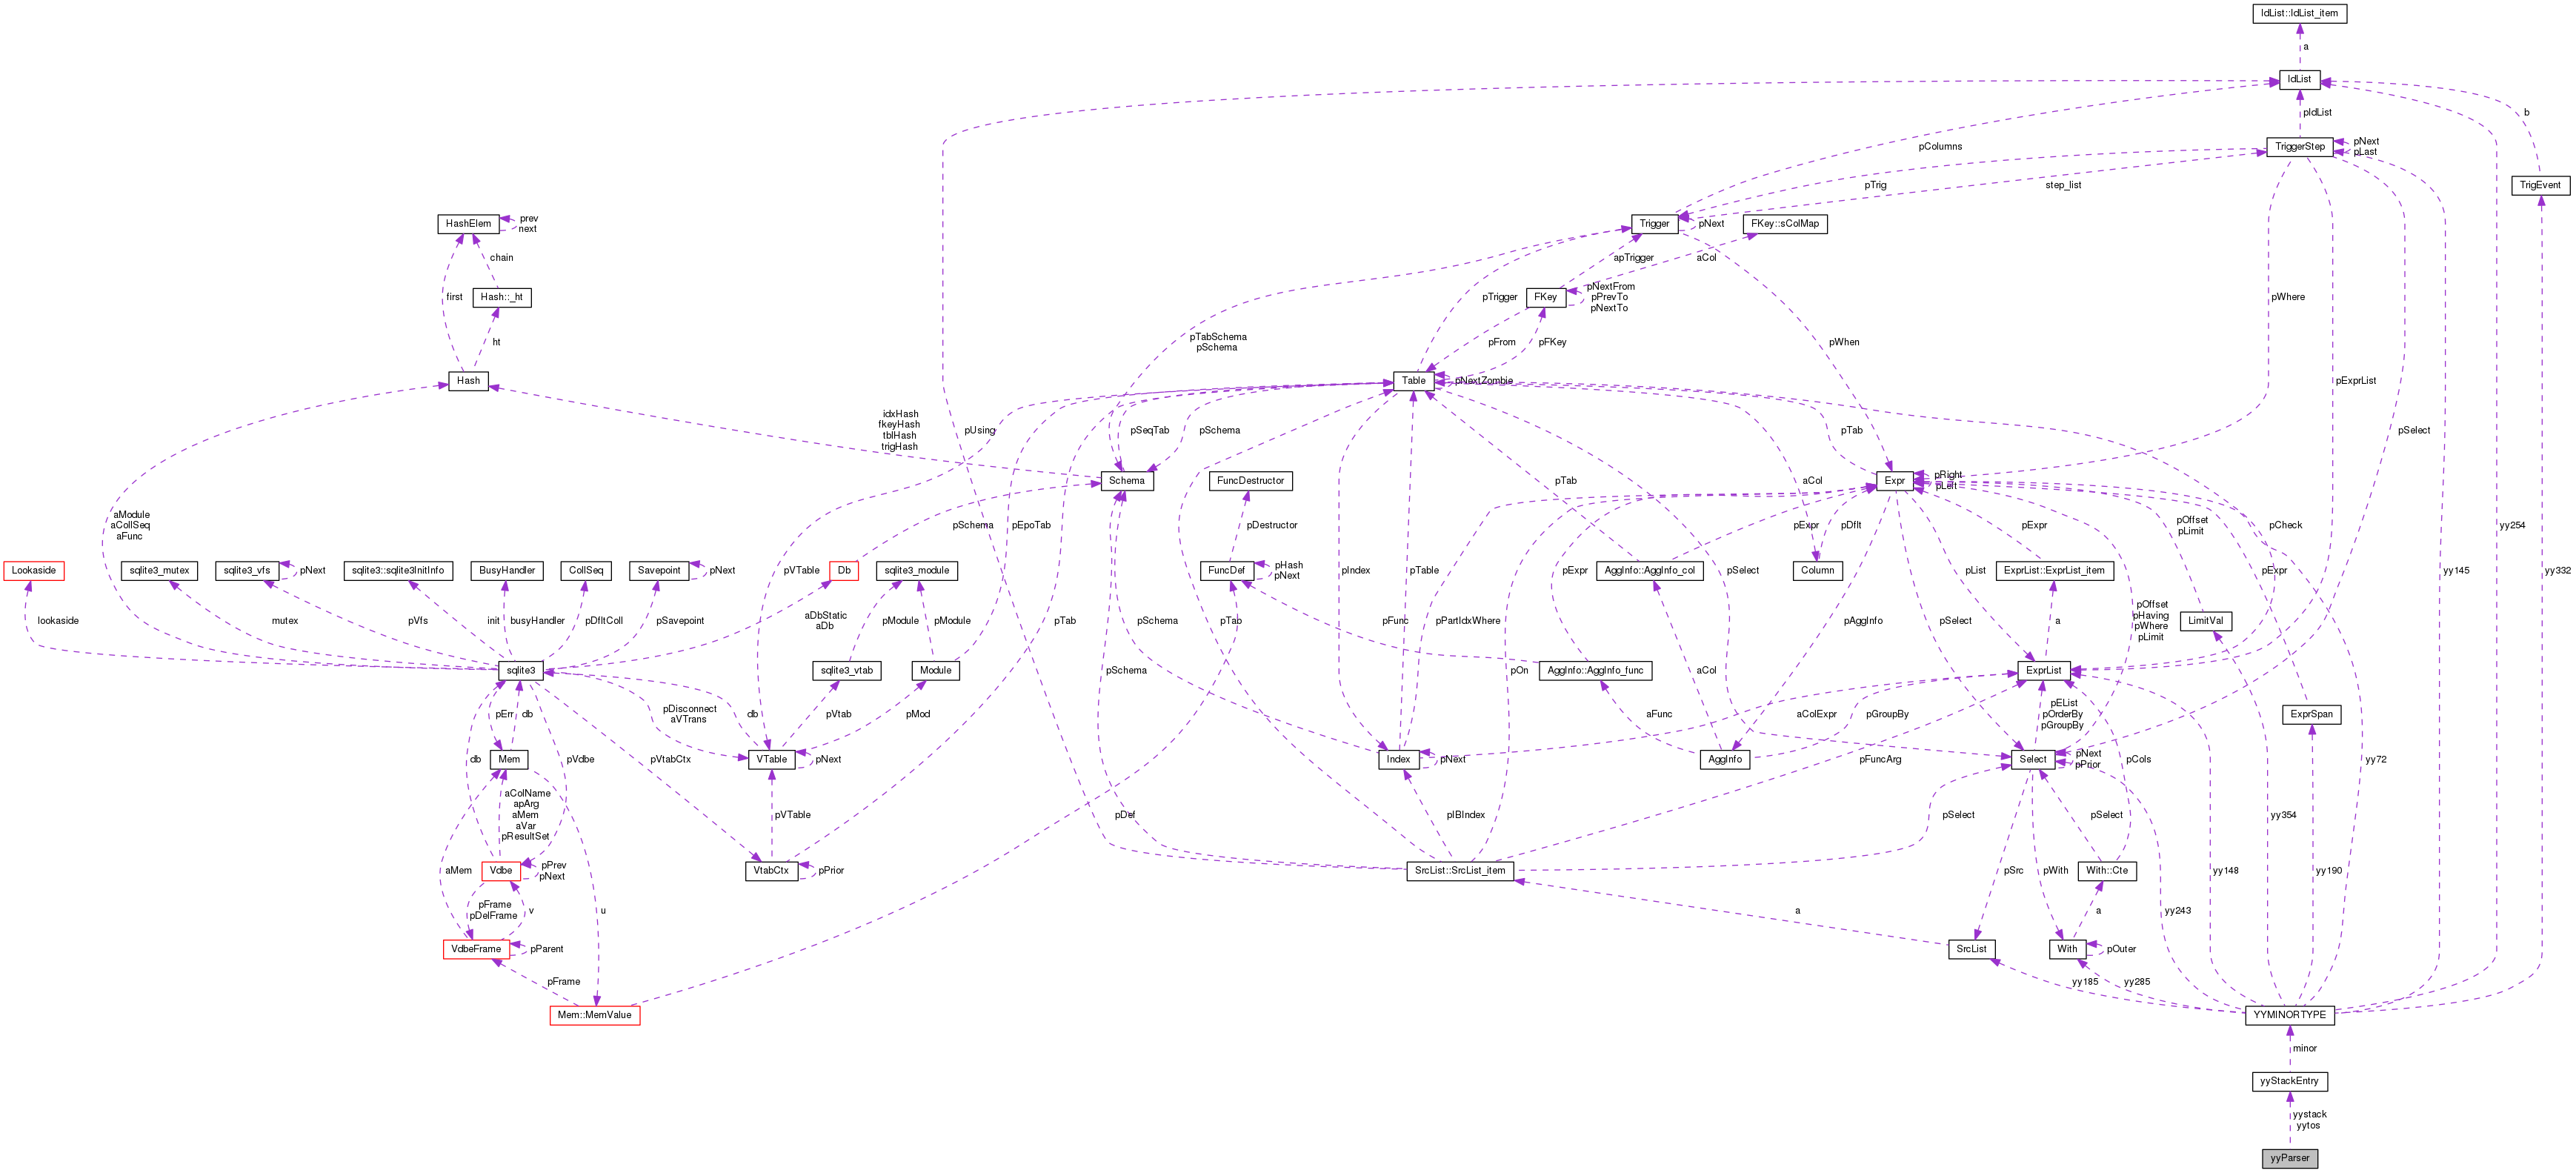 IdList::IdList_item
a
IdList
b
pIdList
pColumns
TriggerStep
pNext
pLast
TrigEvent
pTrig
step_list
HashElem
prev
next
Trigger
pNext
FKey::sColMap
chain
apTrigger
aCol
first
Hash::_ht
pTrigger
FKey
pNextFrom
pPrevTo
pNextTo
pWhere
ht
pTabSchema
pSchema
pFrom
pFKey
pWhen
Hash
Table
pNextZombie
pExprList
idxHash
fkeyHash
tblHash
trigHash
pUsing
pSeqTab
pSchema
pTab
pSelect
Schema
FuncDestructor
pTab
aCol
Expr
pRight
pLeft
aModule
aCollSeq
aFunc
pSchema
pEpoTab
pDestructor
pExpr
pDflt
pExpr
pOffset
pLimit
pCheck
yy254
Lookaside
sqlite3_mutex
sqlite3_vfs
pNext
sqlite3::sqlite3InitInfo
BusyHandler
CollSeq
Savepoint
pNext
pVTable
Db
sqlite3_module
FuncDef
pHash
pNext
pIndex
pTable
pSelect
pExpr
AggInfo::AggInfo_col
Column
pList
ExprList::ExprList_item
pExpr
yy145
yy332
lookaside
mutex
pVfs
init
busyHandler
pDfltColl
pSavepoint
aDbStatic
aDb
pModule
pModule
pTab
pSchema
pTab
pPartIdxWhere
pFunc
pAggInfo
pSelect
a
pOffset
pHaving
pWhere
pLimit
LimitVal
sqlite3
sqlite3_vtab
Module
pSchema
pOn
AggInfo::AggInfo_func
aCol
ExprList
pErr
db
pDisconnect
aVTrans
db
pVtab
pMod
aColExpr
aFunc
pGroupBy
pEList
pOrderBy
pGroupBy
ExprSpan
db
Mem
pVdbe
pVtabCtx
VTable
pNext
Index
pNext
pFuncArg
AggInfo
Select
pNext
pPrior
pCols
yy72
aColName
apArg
aMem
aVar
pResultSet
pVTable
pDef
pIBIndex
pSelect
pSelect
yy354
aMem
Vdbe
pPrev
pNext
VtabCtx
pPrior
SrcList::SrcList_item
pSrc
pWith
With::Cte
yy148
yy190
pFrame
pDelFrame
v
u
a
a
yy243
VdbeFrame
pParent
SrcList
With
pOuter
pFrame
yy185
yy285
Mem::MemValue
YYMINORTYPE
minor
yyStackEntry
yystack
yytos
yyParser